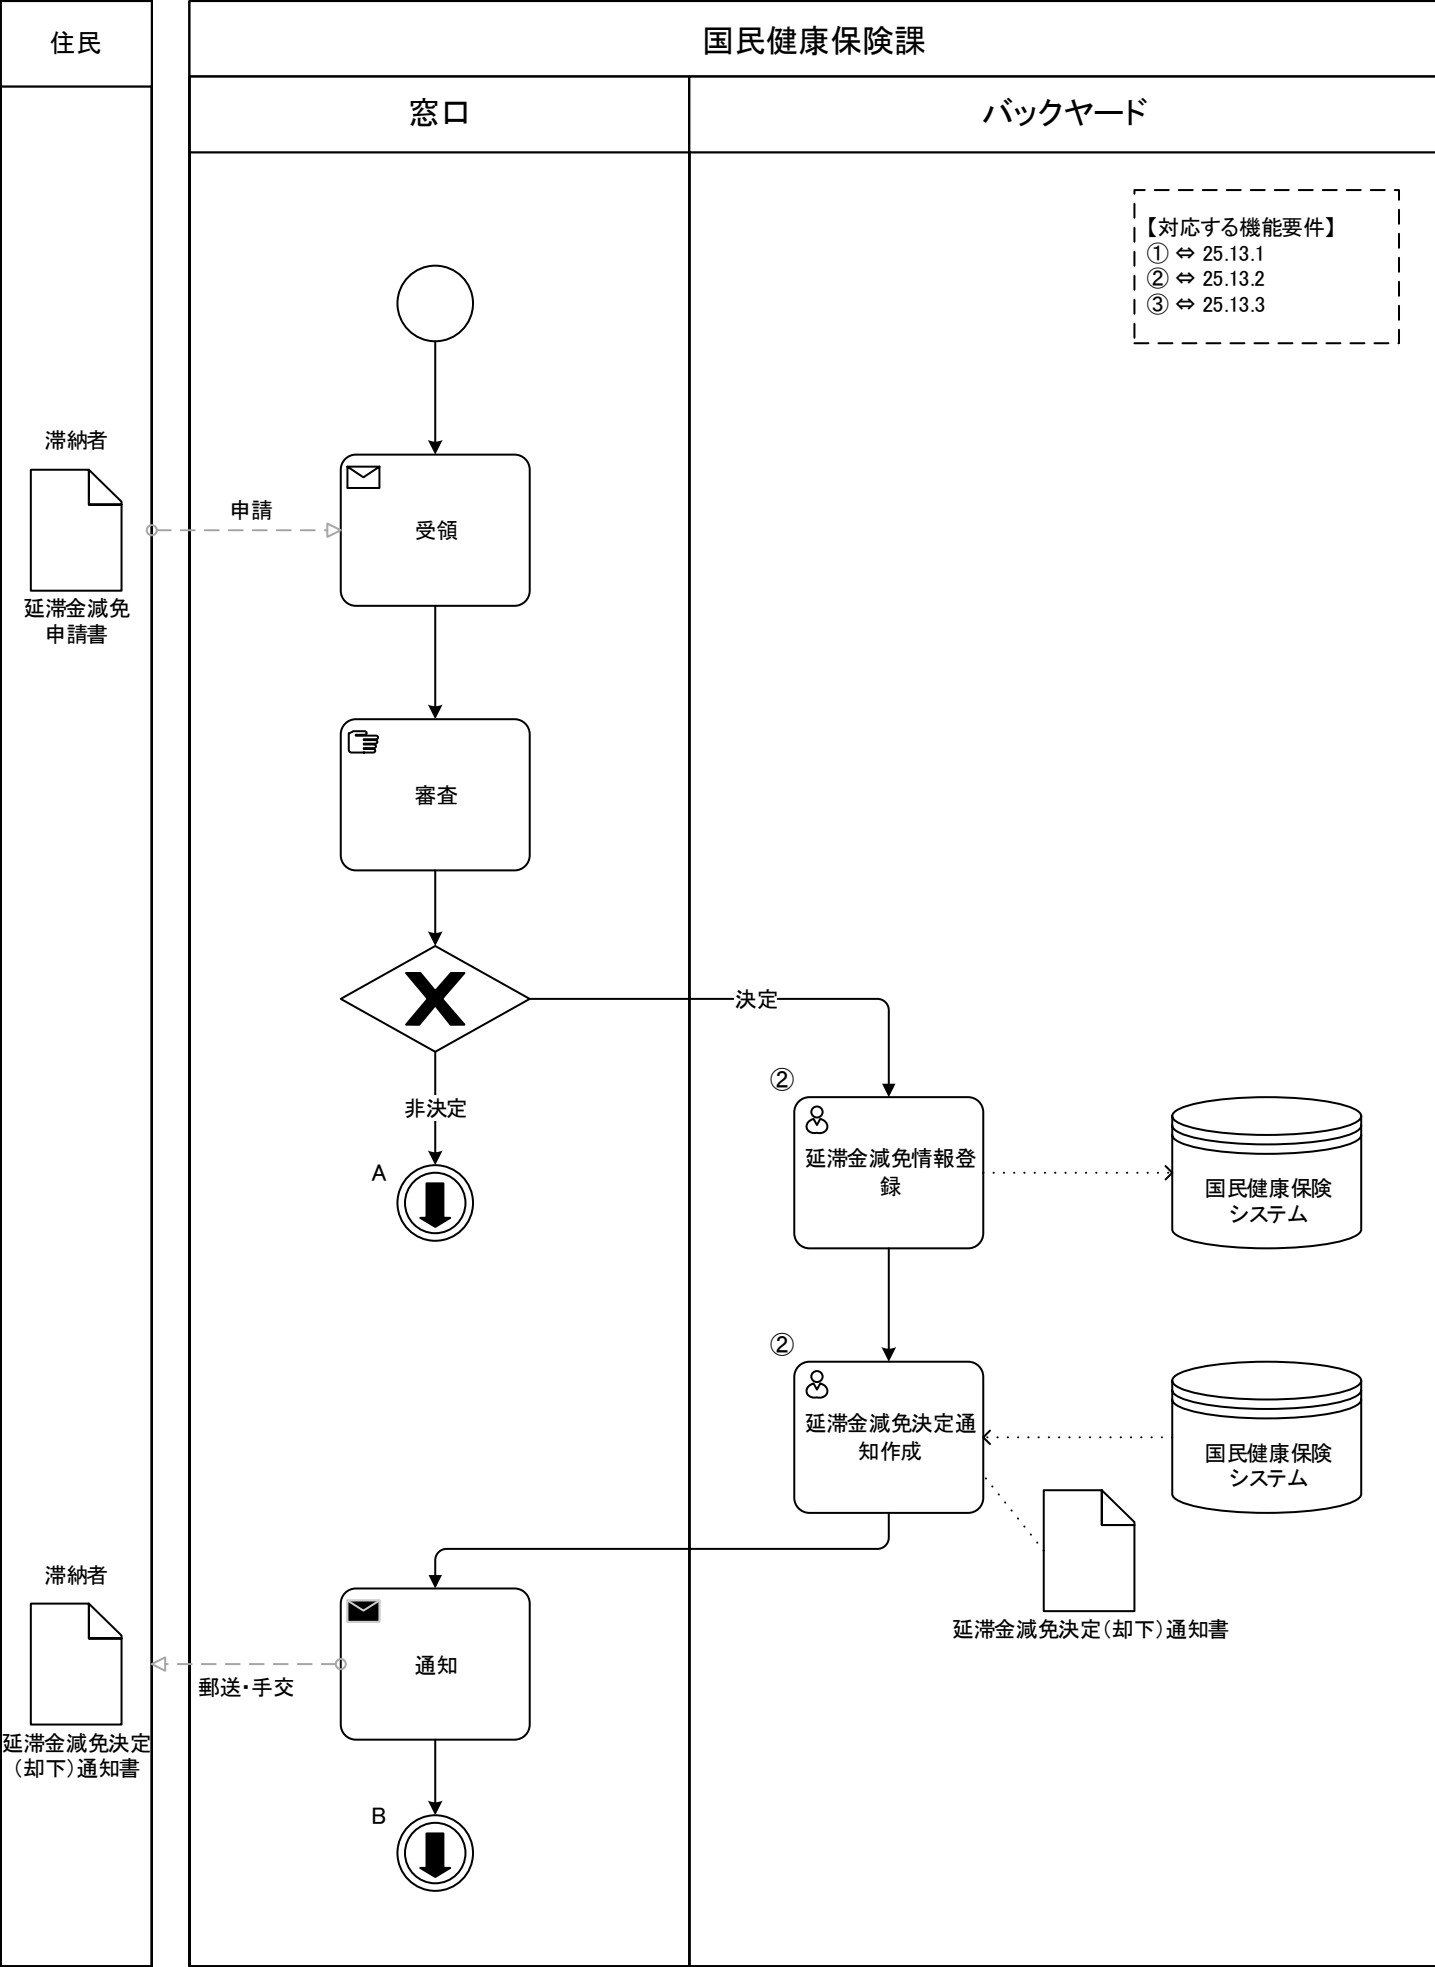 住民
国民健康保険課
窓口
バックヤード
【対応する機能要件】
① ⇔ 25.13.1
② ⇔ 25.13.2
③ ⇔ 25.13.3
滞納者
延滞金減免
申請書
申請
受領
審査
決定
非決定
A
②
延滞金減免情報登
録
国民健康保険
システム
②
延滞金減免決定通
知作成
国民健康保険
システム
延滞金減免決定（却下）通知書
滞納者
延滞金減免決定
（却下）通知書
郵送・手交
通知
B